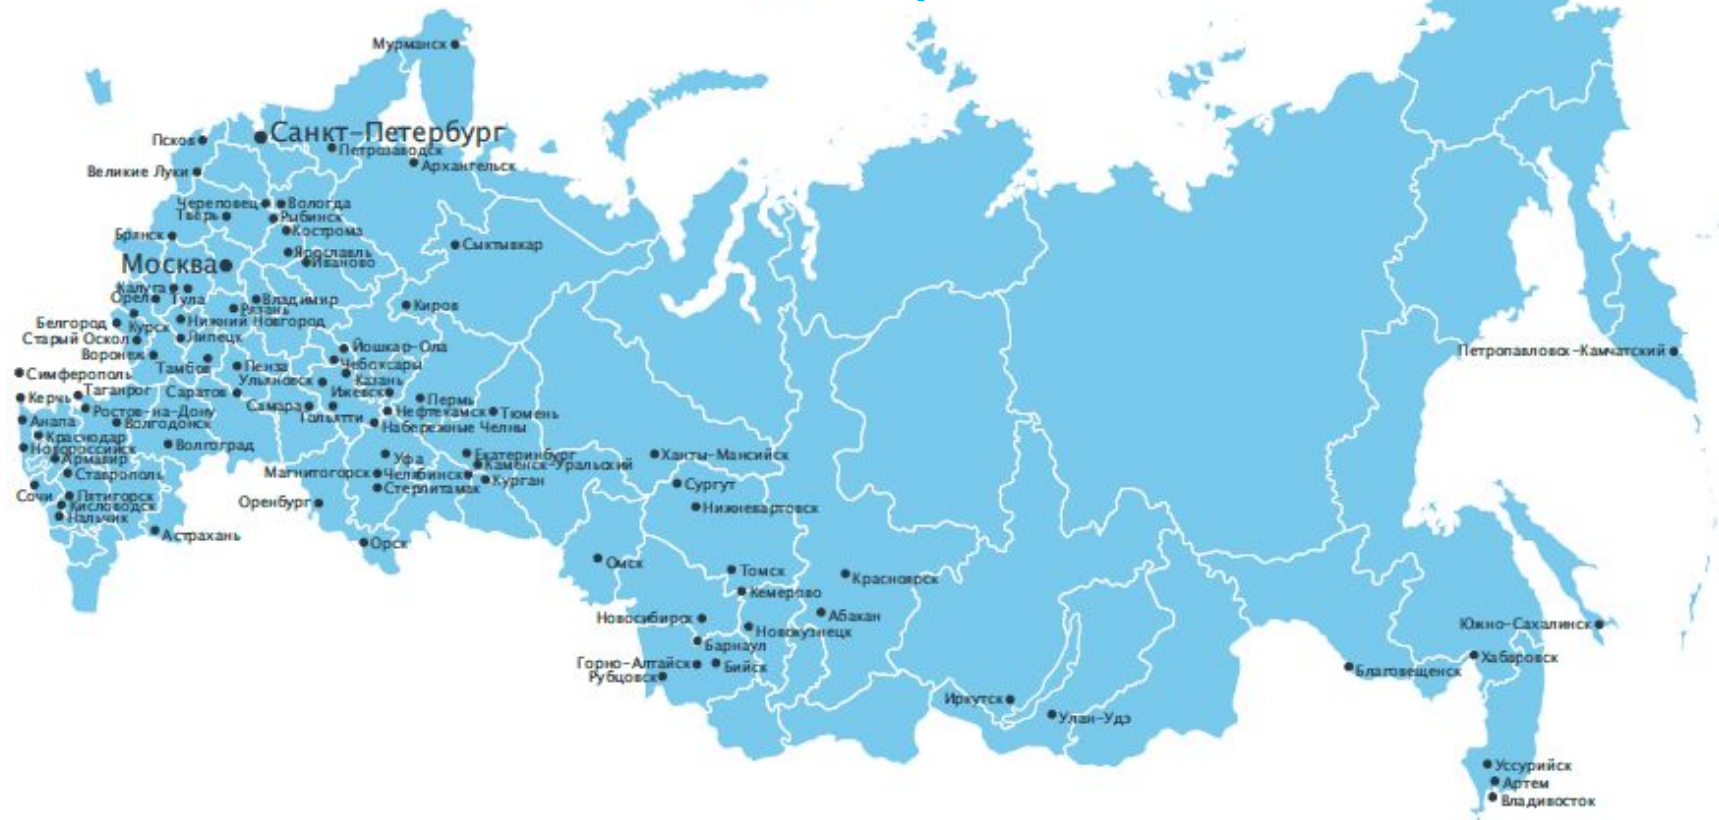 Мурманск
Санкт-Петербург
Псков
Петрозаводск
Архангельск
Великие Луки
Череповец
Вологда
Тверь
Рыбинск
Кострома
Брянск
Сыктывкар
Ярославль
Иваново
Москва
Калуга
Орел
Тула
Владимир
Рязань
Киров
Белгород
Курск
Нижний Новгород
Старый Оскол
Липецк
Йошкар-Ола
Воронеж
Тамбов
Пенза
Чебоксары
Петропавловск-Камчатский
Симферополь
Ульяновск
Казань
Таганрог
Саратов
Ижевск
Керчь
Пермь
Самара
Тольятти
Ростов-на-Дону
Нефтекамск
Тюмень
Анапа
Волгодонск
Набережные Челны
Краснодар
Волгоград
Новороссийск
Армавир
Уфа
Екатеринбург
Ханты-Мансийск
Каменск-Уральский
Ставрополь
Магнитогорск
Челябинск
Курган
Сургут
Стерлитамак
Сочи
Пятигорск
Кисловодск
Оренбург
Нижневартовск
Нальчик
Астрахань
Орск
Омск
Томск
Красноярск
Кемерово
Абакан
Новосибирск
Новокузнецк
Южно-Сахалинск
Барнаул
Хабаровск
Горно-Алтайск
Бийск
Благовещенск
Рубцовск
Иркутск
Улан-Удэ
Уссурийск
Артем
Владивосток